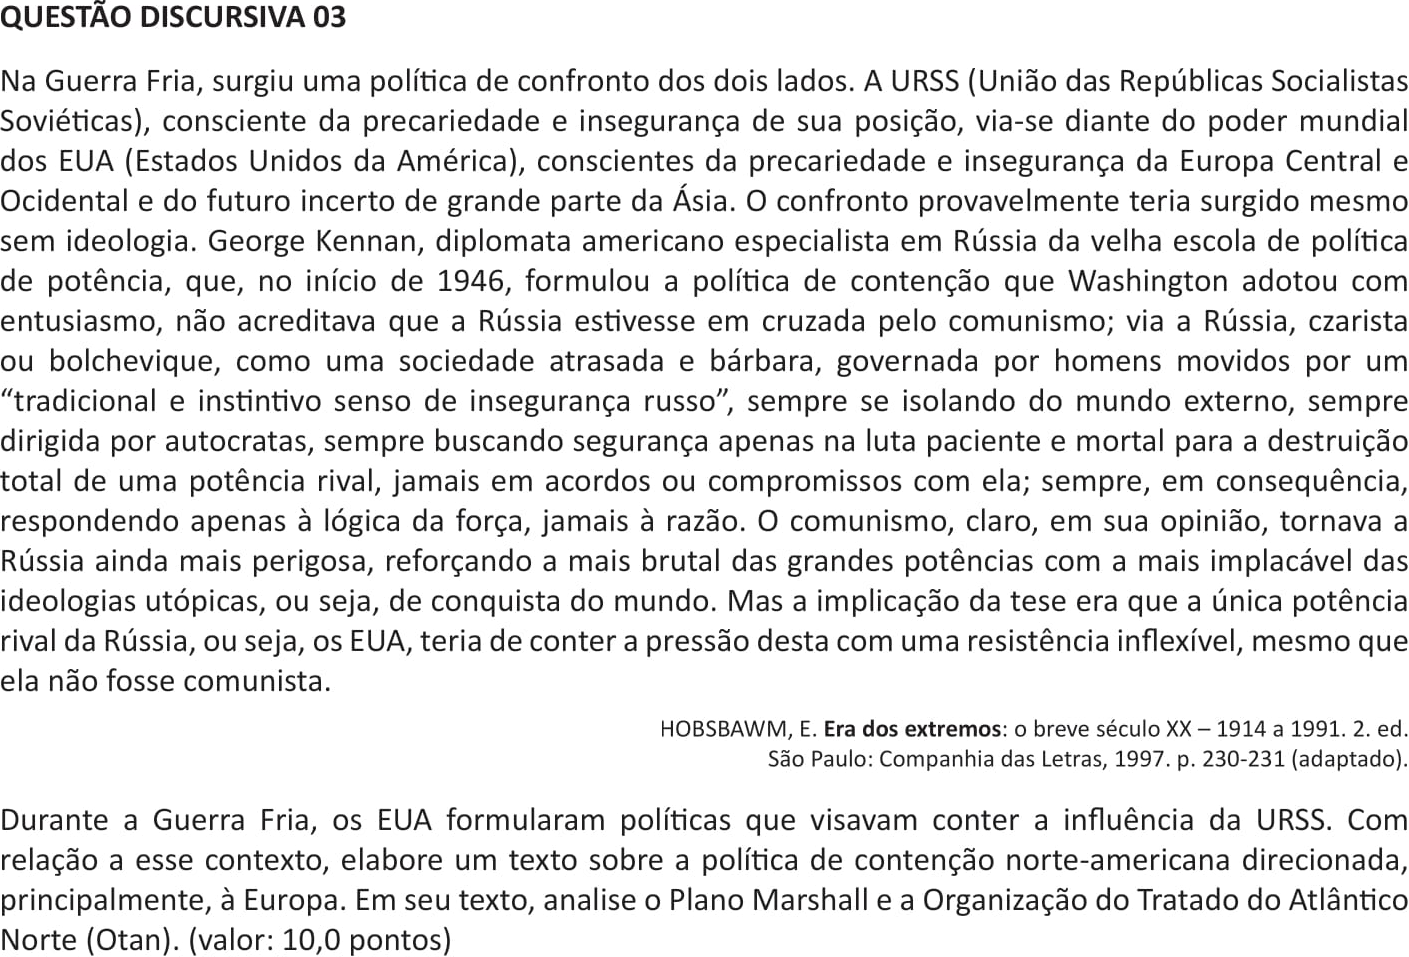 QUESTÃO DISCURSIVA 03
Na Guerra Fria, surgiu uma política de confronto dos dois lados. A URSS (União das Repúblicas Socialistas
Soviéticas), consciente da precariedade e insegurança de sua posição, via-se diante do poder mundial
dos EUA (Estados Unidos da América), conscientes da precariedade e insegurança da Europa Central e
Ocidental e do futuro incerto de grande parte da Ásia. O confronto provavelmente teria surgido mesmo
sem ideologia. George Kennan, diplomata americano especialista em Rússia da velha escola de política
de potência, que, no início de 1946, formulou a política de contenção que Washington adotou com
entusiasmo, não acreditava que a Rússia estivesse em cruzada pelo comunismo; via a Rússia, czarista
ou bolchevique, como uma sociedade atrasada e bárbara, governada por homens movidos por um
“tradicional e instintivo senso de insegurança russo”, sempre se isolando do mundo externo, sempre
dirigida por autocratas, sempre buscando segurança apenas na luta paciente e mortal para a destruição
total de uma potência rival, jamais em acordos ou compromissos com ela; sempre, em consequência,
respondendo apenas à lógica da força, jamais à razão. O comunismo, claro, em sua opinião, tornava a
Rússia ainda mais perigosa, reforçando a mais brutal das grandes potências com a mais implacável das
ideologias utópicas, ou seja, de conquista do mundo. Mas a implicação da tese era que a única potência
rival da Rússia, ou seja, os EUA, teria de conter a pressão desta com uma resistência inflexível, mesmo que
ela não fosse comunista.
HOBSBAWM, E. Era dos extremos: o breve século XX – 1914 a 1991. 2. ed.
São Paulo: Companhia das Letras, 1997. p. 230-231 (adaptado).
Durante a Guerra Fria, os EUA formularam políticas que visavam conter a influência da URSS. Com
relação a esse contexto, elabore um texto sobre a política de contenção norte-americana direcionada,
principalmente, à Europa. Em seu texto, analise o Plano Marshall e a Organização do Tratado do Atlântico
Norte (Otan). (valor: 10,0 pontos)